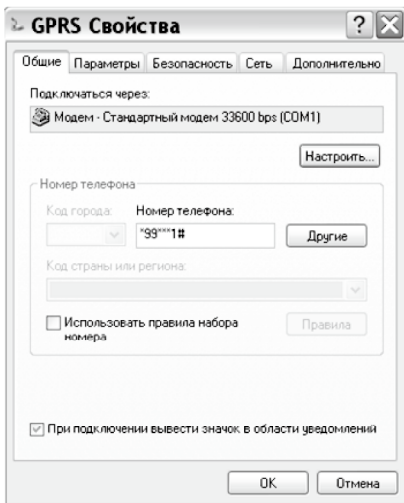 GPRS Свойства
Общие Параметры Безопасность Сеть Дополнительно
Подключаться через:
Модем - Стандартный модем 33600 bps (COM1)
Настроить...
Номер телефона
Код города: Номер телефона:
*99***1# Другие
Код страны или региона:
Использовать правила набора
номера
Правила
При подключении вывести значок в области уведомлений
OK Отмена